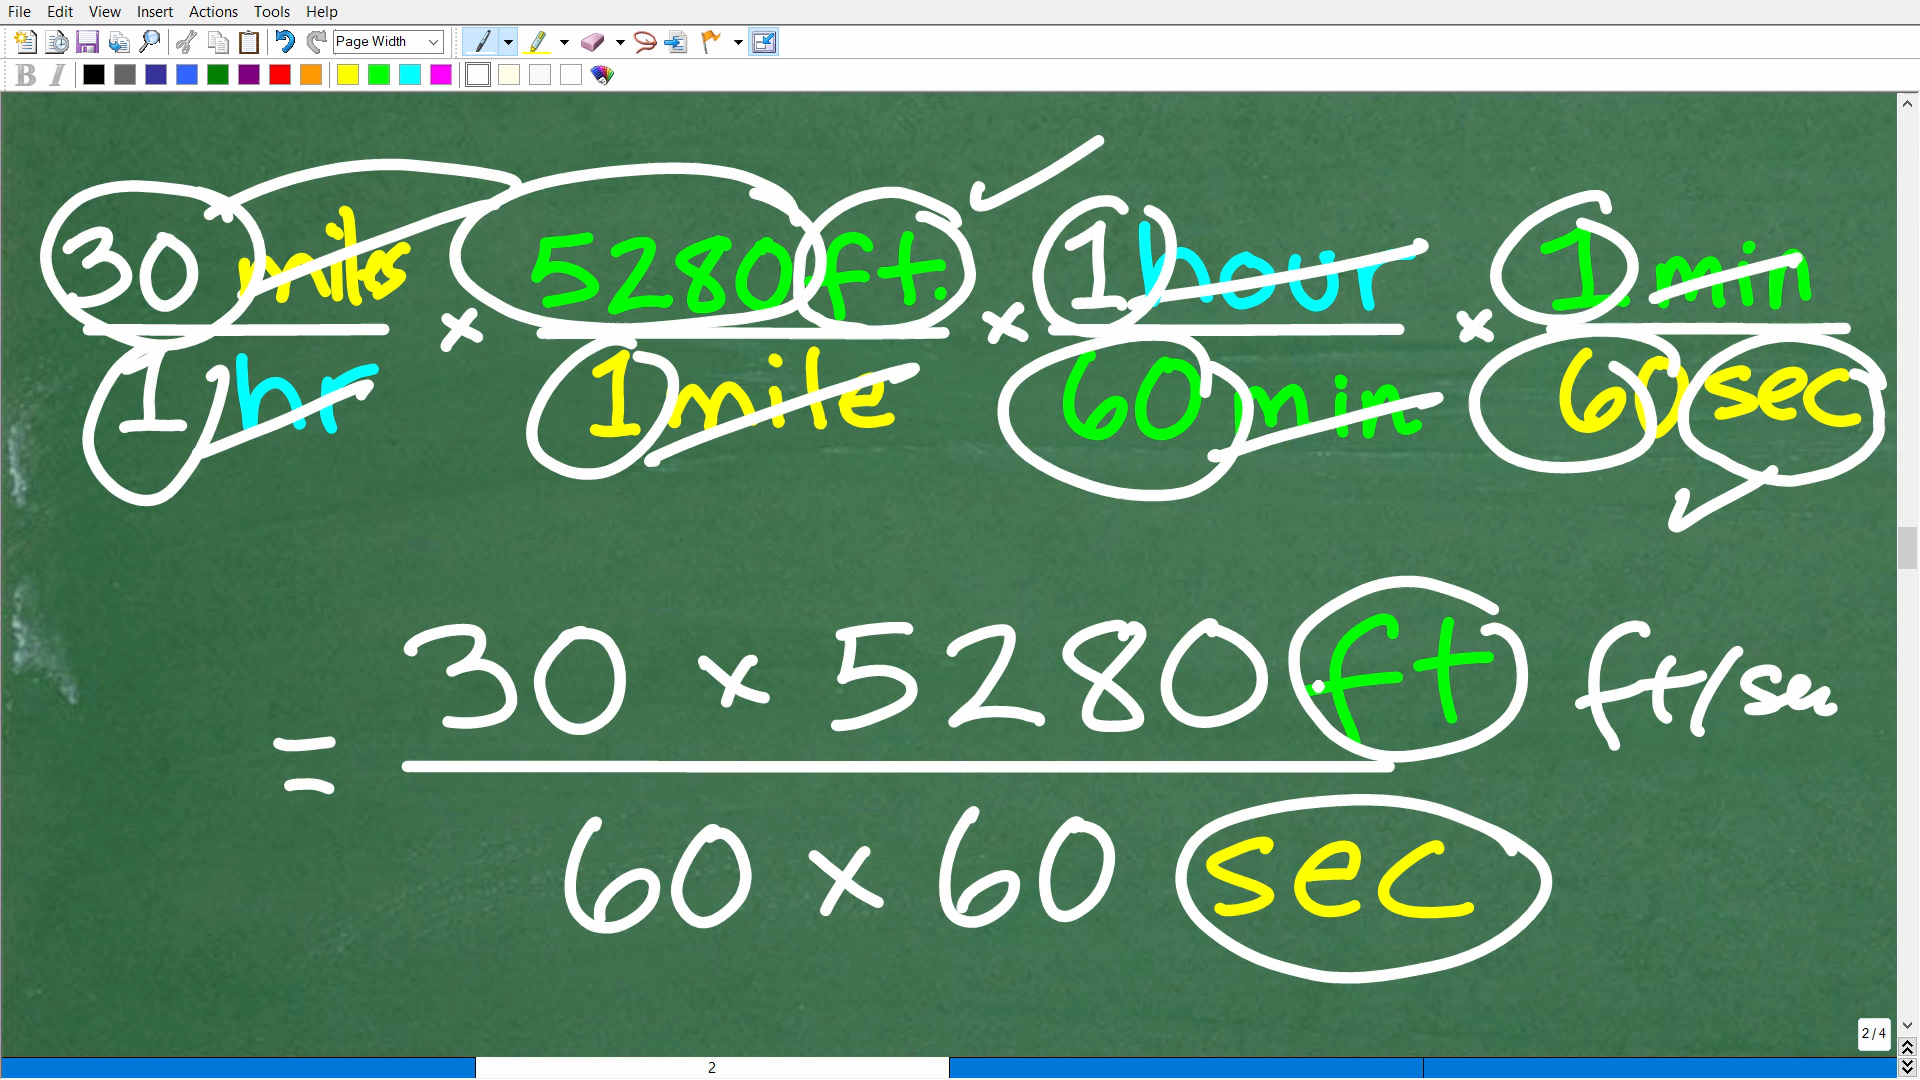 File Edit View Insert Actions Tools Help
Page Width
B I
30 miles × 5280 ft. × 1 hour × 1 min
1 hr 1 mile 60 min 60 sec
30 × 5280 ft ft/sec
=
60 × 60 sec
2 / 4
2